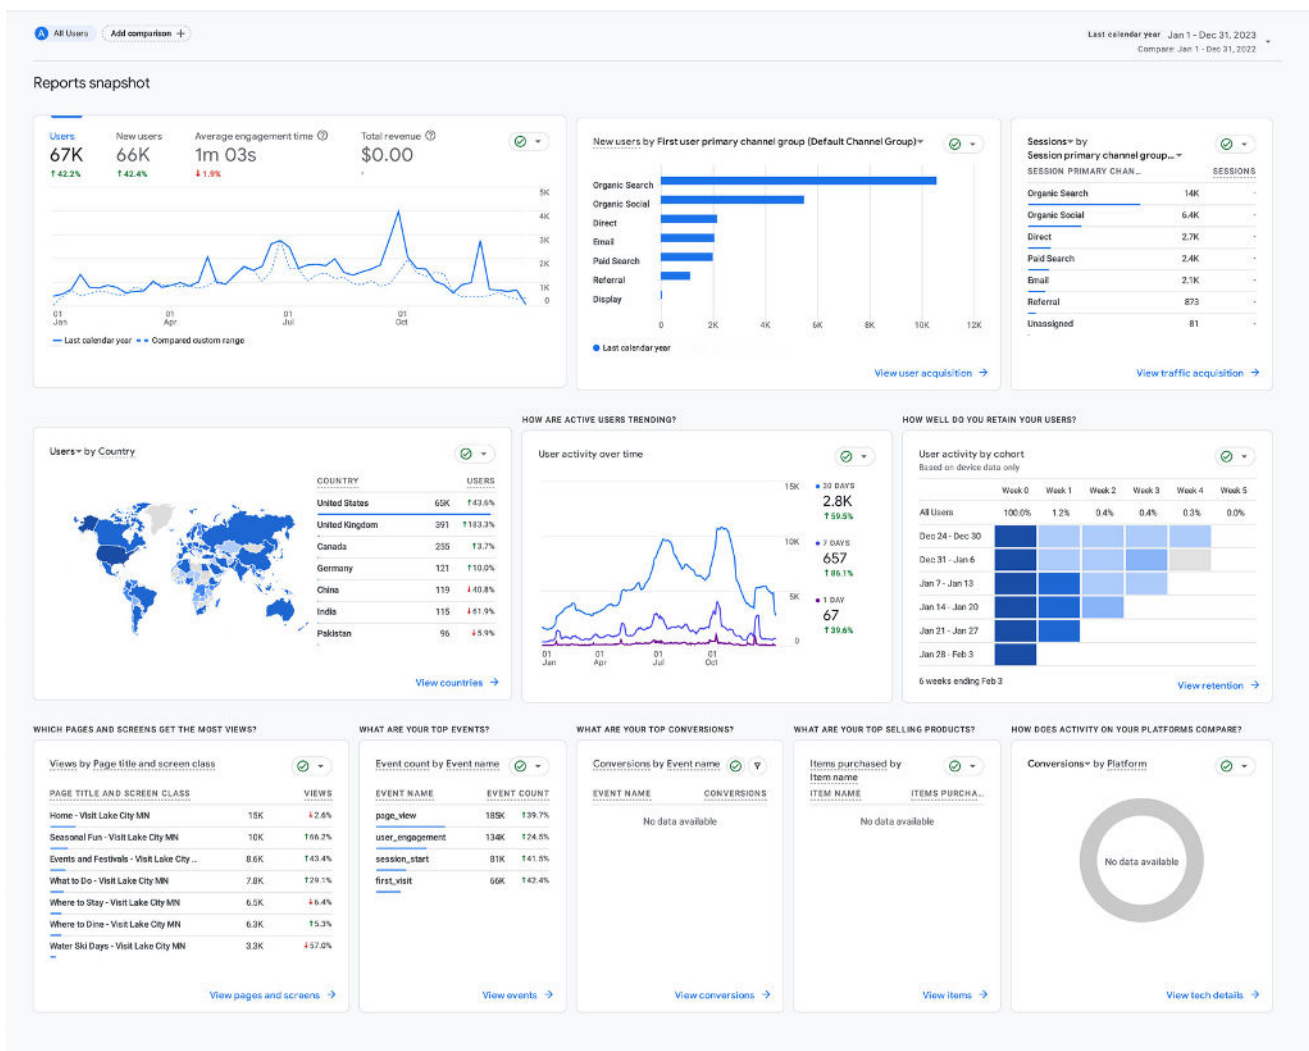 A All Users Add comparison +
Last calendar year Jan 1 - Dec 31, 2023
Compare: Jan 1 - Dec 31, 2022
Reports snapshot
Users New users Average engagement time Total revenue
67K 66K 1m 03s $0.00
↑42.2% ↑42.4% ↓1.9% -
5K
4K
3K
2K
1K
0
01 Jan 01 Apr 01 Jul 01 Oct
Last calendar year Compared custom range
New users by First user primary channel group (Default Channel Group)
Organic Search
Organic Social
Direct
Email
Paid Search
Referral
Display
0 2K 4K 6K 8K 10K 12K
Last calendar year
View user acquisition →
Sessions by
Session primary channel group...
SESSION PRIMARY CHAN... SESSIONS
Organic Search 14K -
Organic Social 6.4K -
Direct 2.7K -
Paid Search 2.4K -
Email 2.1K -
Referral 873 -
Unassigned 81 -
View traffic acquisition →
Users by Country
COUNTRY USERS
United States 65K ↑43.6%
United Kingdom 391 ↑183.3%
Canada 255 ↑3.7%
Germany 121 ↑10.0%
China 119 ↓40.8%
India 115 ↓61.9%
Pakistan 96 ↓5.9%
View countries →
HOW ARE ACTIVE USERS TRENDING?
User activity over time
15K
10K
5K
0
01 Jan 01 Apr 01 Jul 01 Oct
30 DAYS
2.8K
↑59.5%
7 DAYS
657
↑86.1%
1 DAY
67
↑39.6%
HOW WELL DO YOU RETAIN YOUR USERS?
User activity by cohort
Based on device data only
Week 0 Week 1 Week 2 Week 3 Week 4 Week 5
All Users 100.0% 1.2% 0.4% 0.4% 0.3% 0.0%
Dec 24 - Dec 30
Dec 31 - Jan 6
Jan 7 - Jan 13
Jan 14 - Jan 20
Jan 21 - Jan 27
Jan 28 - Feb 3
6 weeks ending Feb 3
View retention →
WHICH PAGES AND SCREENS GET THE MOST VIEWS?
Views by Page title and screen class
PAGE TITLE AND SCREEN CLASS VIEWS
Home - Visit Lake City MN 15K ↓2.6%
Seasonal Fun - Visit Lake City MN 10K ↑66.2%
Events and Festivals - Visit Lake City ... 8.6K ↑43.4%
What to Do - Visit Lake City MN 7.8K ↑29.1%
Where to Stay - Visit Lake City MN 6.5K ↓6.4%
Where to Dine - Visit Lake City MN 6.3K ↑5.3%
Water Ski Days - Visit Lake City MN 3.3K ↓57.0%
View pages and screens →
WHAT ARE YOUR TOP EVENTS?
Event count by Event name
EVENT NAME EVENT COUNT
page_view 185K ↑39.7%
user_engagement 134K ↑24.5%
session_start 81K ↑41.5%
first_visit 66K ↑42.4%
View events →
WHAT ARE YOUR TOP CONVERSIONS?
Conversions by Event name
EVENT NAME CONVERSIONS
No data available
View conversions →
WHAT ARE YOUR TOP SELLING PRODUCTS?
Items purchased by
Item name
ITEM NAME ITEMS PURCHA...
No data available
View items →
HOW DOES ACTIVITY ON YOUR PLATFORMS COMPARE?
Conversions by Platform
No data available
View tech details →